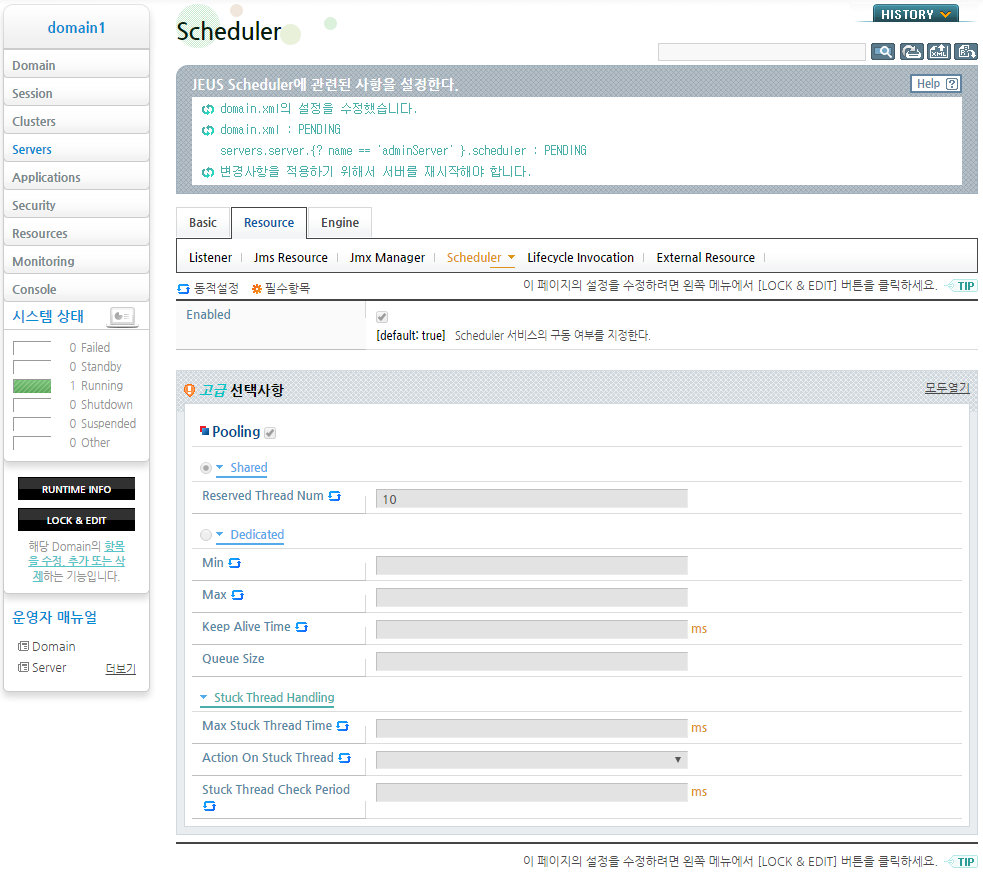 domain1
Domain
Session
Clusters
Servers
Applications
Security
Resources
Monitoring
Console
시스템 상태
0 Failed
0 Standby
1 Running
0 Shutdown
0 Suspended
0 Other
RUNTIME INFO
LOCK & EDIT
해당 Domain의 항목
을 수정, 추가 또는 삭
제하는 기능입니다.
운영자 매뉴얼
Domain
Server 더보기
HISTORY
Scheduler
XML
JEUS Scheduler에 관련된 사항을 설정한다.
Help ?
domain.xml의 설정을 수정했습니다.
domain.xml : PENDING
servers.server.{? name == 'adminServer' }.scheduler : PENDING
변경사항을 적용하기 위해서 서버를 재시작해야 합니다.
Basic Resource Engine
Listener Jms Resource Jmx Manager Scheduler Lifecycle Invocation External Resource
동적설정 필수항목 이 페이지의 설정을 수정하려면 왼쪽 메뉴에서 [LOCK & EDIT] 버튼을 클릭하세요. TIP
Enabled
[default: true] Scheduler 서비스의 구동 여부를 지정한다.
고급 선택사항 모두열기
Pooling
Shared
Reserved Thread Num 10
Dedicated
Min
Max
Keep Alive Time ms
Queue Size
Stuck Thread Handling
Max Stuck Thread Time ms
Action On Stuck Thread
Stuck Thread Check Period ms
이 페이지의 설정을 수정하려면 왼쪽 메뉴에서 [LOCK & EDIT] 버튼을 클릭하세요. TIP